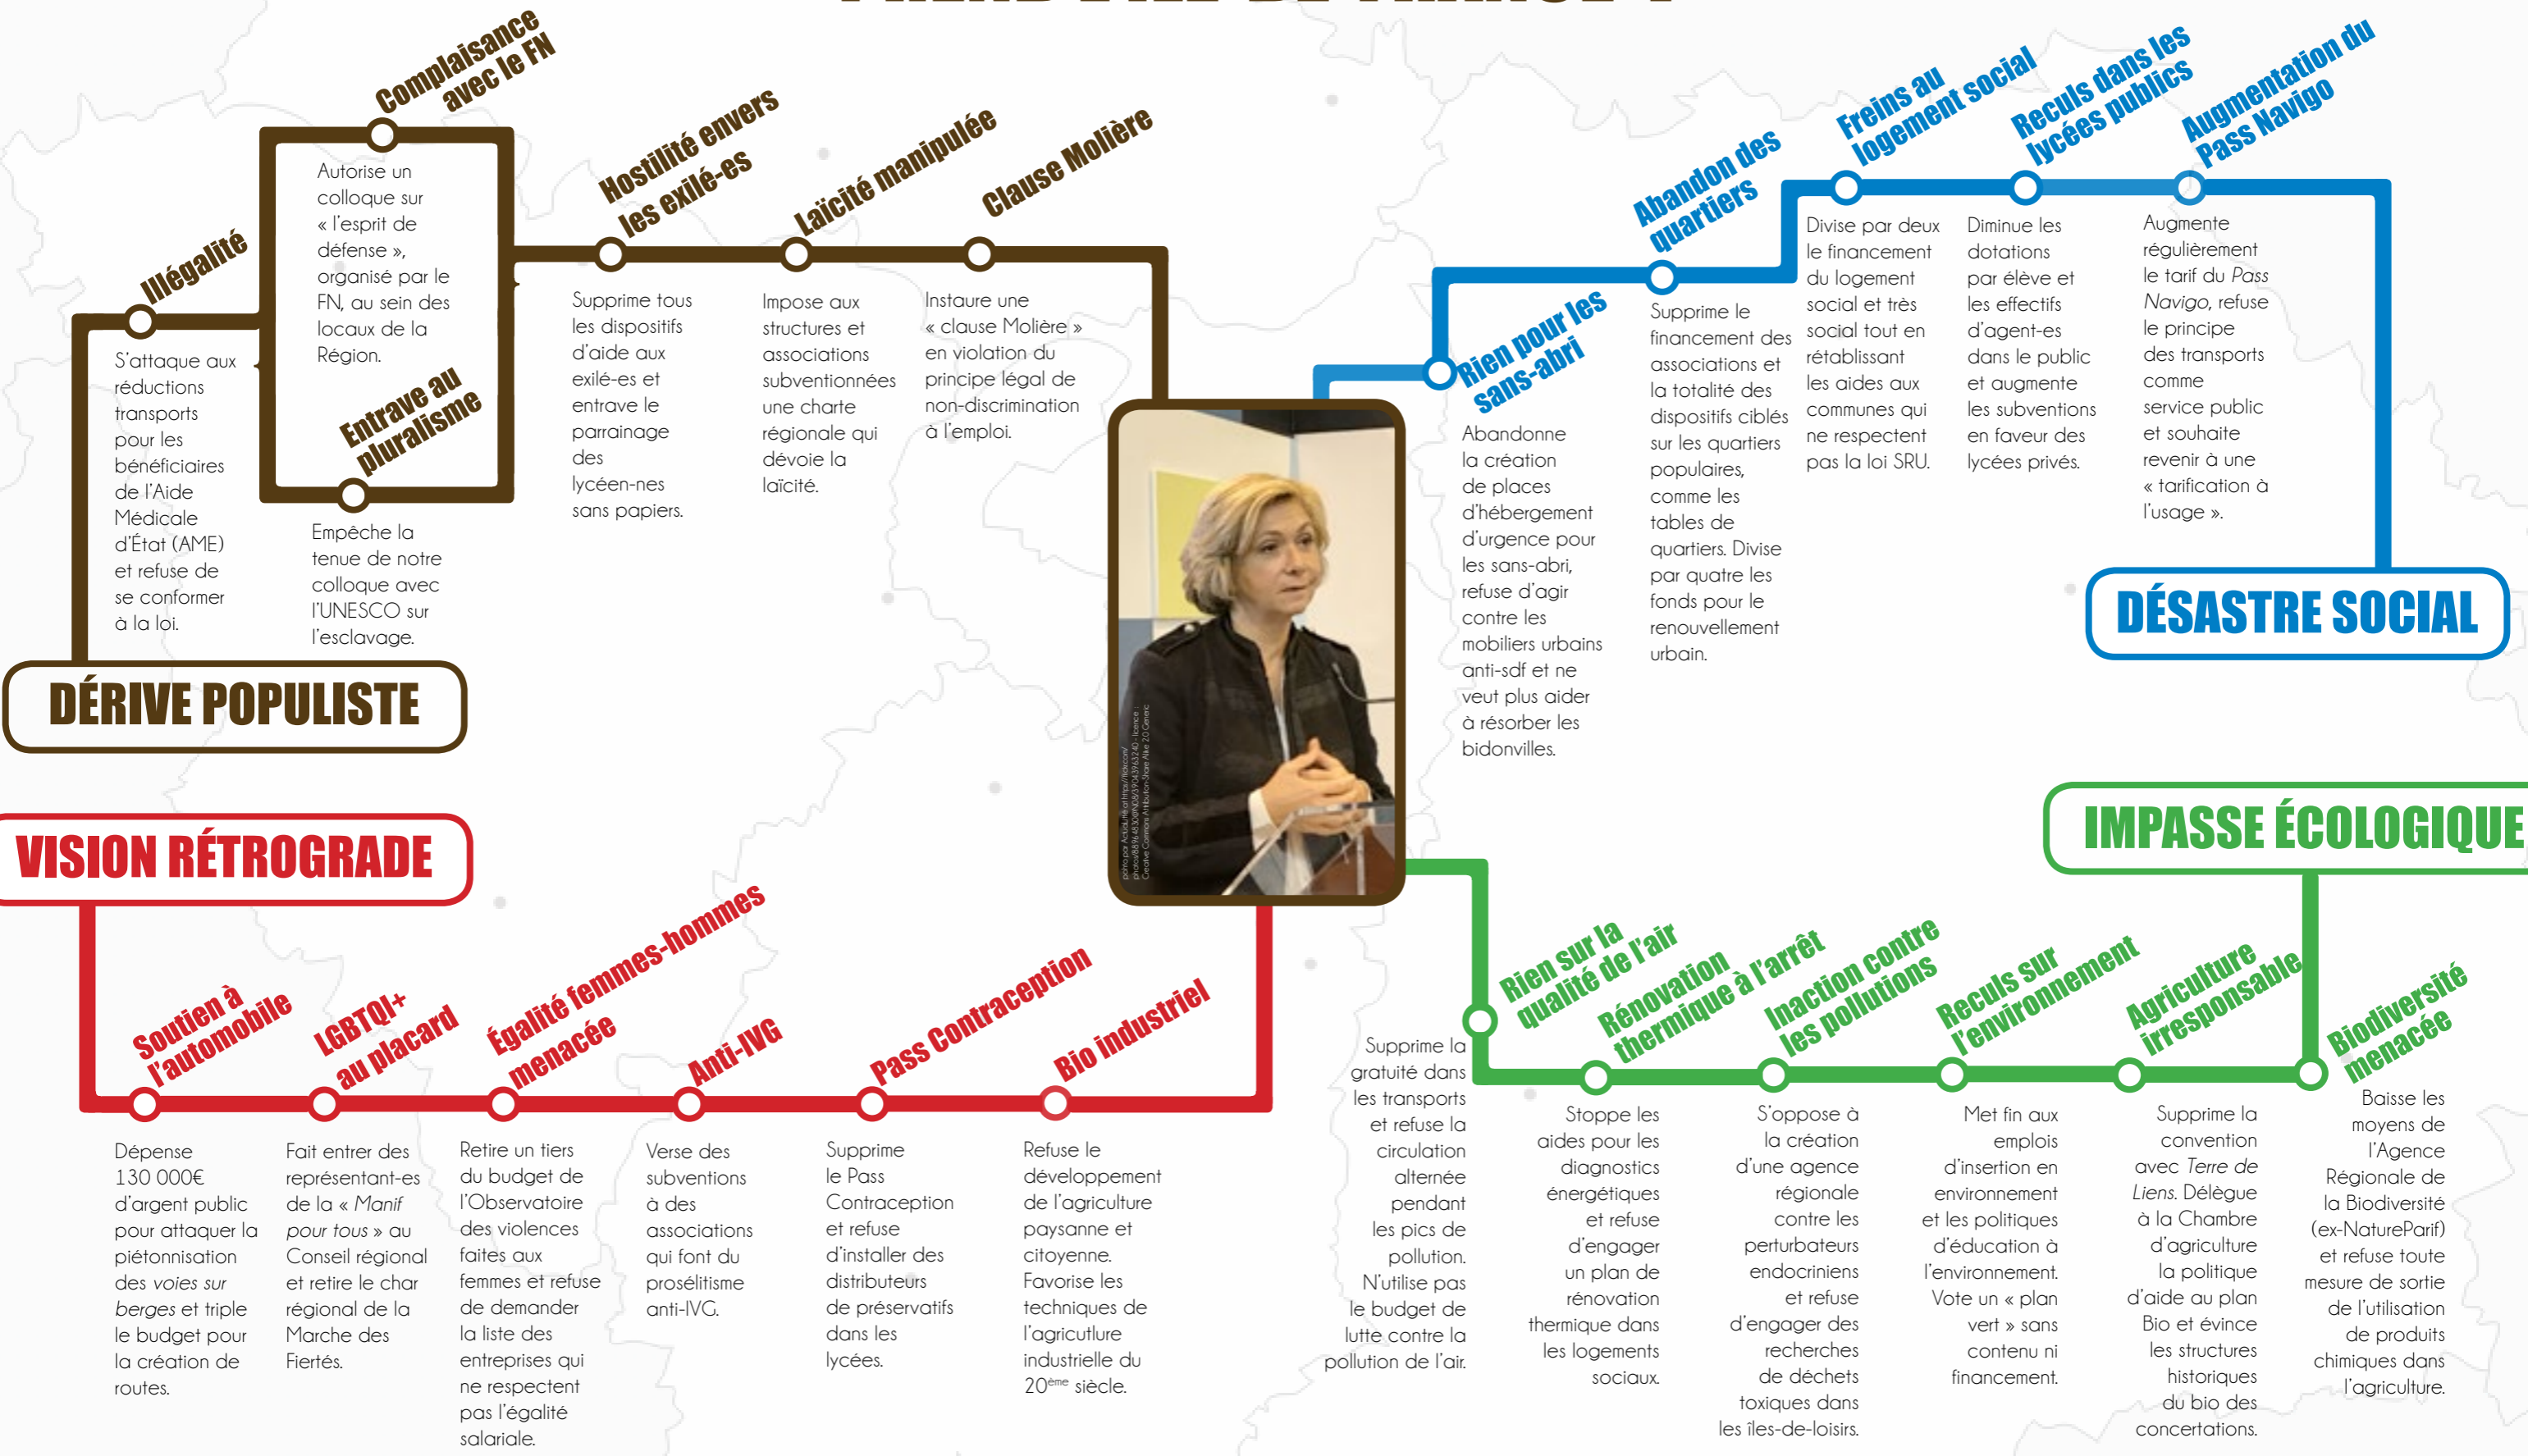 Complaisance
avec le FN
Autorise un
colloque sur
« l'esprit de
défense »,
organisé par le
FN, au sein des
locaux de la
Région.
Illégalité
S'attaque aux
réductions
transports
pour les
bénéficiaires
de l'Aide
Médicale
d'État (AME)
et refuse de
se conformer
à la loi.
Entrave au
pluralisme
Empêche la
tenue de notre
colloque avec
l'UNESCO sur
l'esclavage.
Hostilité envers
les exilé-es
Supprime tous
les dispositifs
d'aide aux
exilé-es et
entrave le
parrainage
des
lycéen-nes
sans papiers.
Laïcité manipulée
Impose aux
structures et
associations
subventionnées
une charte
régionale qui
dévoie la
laïcité.
Clause Molière
Instaure une
« clause Molière »
en violation du
principe légal de
non-discrimination
à l'emploi.
DÉRIVE POPULISTE
Rien pour les
sans-abri
Abandonne
la création
de places
d'hébergement
d'urgence pour
les sans-abri,
refuse d'agir
contre les
mobiliers urbains
anti-sdf et ne
veut plus aider
à résorber les
bidonvilles.
Abandon des
quartiers
Supprime le
financement des
associations et
la totalité des
dispositifs ciblés
sur les quartiers
populaires,
comme les
tables de
quartiers. Divise
par quatre les
fonds pour le
renouvellement
urbain.
Freins au
logement social
Divise par deux
le financement
du logement
social et très
social tout en
rétablissant
les aides aux
communes qui
ne respectent
pas la loi SRU.
Reculs dans les
lycées publics
Diminue les
dotations
par élève et
les effectifs
d'agent-es
dans le public
et augmente
les subventions
en faveur des
lycées privés.
Augmentation du
Pass Navigo
Augmente
régulièrement
le tarif du Pass
Navigo, refuse
le principe
des transports
comme
service public
et souhaite
revenir à une
« tarification à
l'usage ».
DÉSASTRE SOCIAL
VISION RÉTROGRADE
Soutien à
l'automobile
Dépense
130 000€
d'argent public
pour attaquer la
piétonnisation
des voies sur
berges et triple
le budget pour
la création de
routes.
LGBTQI+
au placard
Fait entrer des
représentant-es
de la « Manif
pour tous » au
Conseil régional
et retire le char
régional de la
Marche des
Fiertés.
Égalité femmes-hommes
menacée
Retire un tiers
du budget de
l'Observatoire
des violences
faites aux
femmes et refuse
de demander
la liste des
entreprises qui
ne respectent
pas l'égalité
salariale.
Anti-IVG
Verse des
subventions
à des
associations
qui font du
prosélitisme
anti-IVG.
Pass Contraception
Supprime
le Pass
Contraception
et refuse
d'installer des
distributeurs
de préservatifs
dans les
lycées.
Bio industriel
Refuse le
développement
de l'agriculture
paysanne et
citoyenne.
Favorise les
techniques de
l'agricutlure
industrielle du
20ème siècle.
IMPASSE ÉCOLOGIQUE
Rien sur la
qualité de l'air
Supprime la
gratuité dans
les transports
et refuse la
circulation
alternée
pendant
les pics de
pollution.
N'utilise pas
le budget de
lutte contre la
pollution de l'air.
Rénovation
thermique à l'arrêt
Stoppe les
aides pour les
diagnostics
énergétiques
et refuse
d'engager
un plan de
rénovation
thermique dans
les logements
sociaux.
Inaction contre
les pollutions
S'oppose à
la création
d'une agence
régionale
contre les
perturbateurs
endocriniens
et refuse
d'engager des
recherches
de déchets
toxiques dans
les îles-de-loisirs.
Reculs sur
l'environnement
Met fin aux
emplois
d'insertion en
environnement
et les politiques
d'éducation à
l'environnement.
Vote un « plan
vert » sans
contenu ni
financement.
Agriculture
irresponsable
Supprime la
convention
avec Terre de
Liens. Délègue
à la Chambre
d'agriculture
la politique
d'aide au plan
Bio et évince
les structures
historiques
du bio des
concertations.
Biodiversité
menacée
Baisse les
moyens de
l'Agence
Régionale de
la Biodiversité
(ex-NatureParif)
et refuse toute
mesure de sortie
de l'utilisation
de produits
chimiques dans
l'agriculture.
Creative Commons Attribution-Share Alike 2.0 Generic